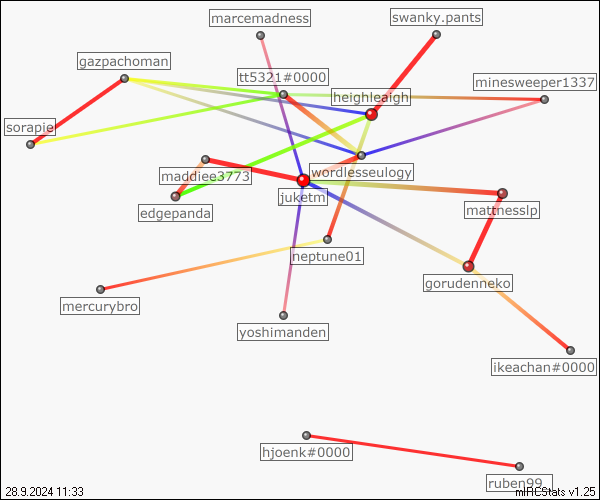 swanky.pants
marcemadness
gazpachoman
tt5321#0000
minesweeper1337
heighleaigh
sorapie
wordlesseulogy
maddiee3773
juketm
edgepanda
mattnesslp
neptune01
gorudenneko
mercurybro
yoshimanden
ikeachan#0000
hjoenk#0000
ruben99_
28.9.2024 11:33
mIRCStats v1.25